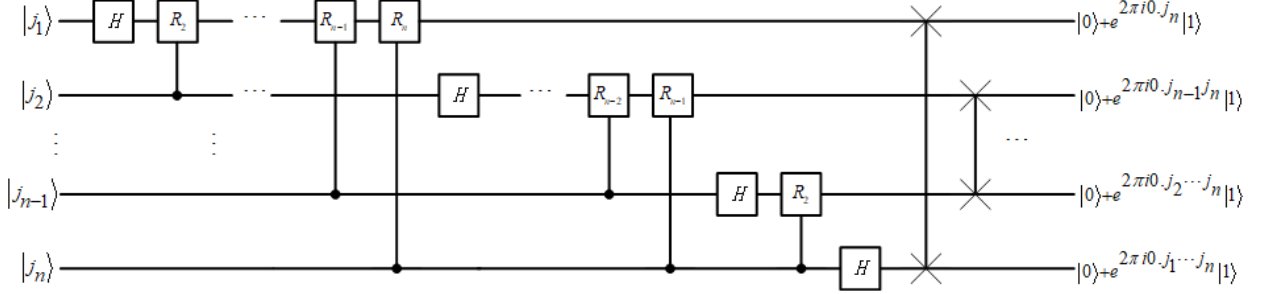 |j₁⟩ H R₂ ⋯ Rₙ₋₁ Rₙ |0⟩+e^{2πi0.jₙ}|1⟩
|j₂⟩ ⋯ H ⋯ Rₙ₋₂ Rₙ₋₁ |0⟩+e^{2πi0.jₙ₋₁jₙ}|1⟩
⋮ ⋮ ⋯
|jₙ₋₁⟩ H R₂ |0⟩+e^{2πi0.j₂⋯jₙ}|1⟩
|jₙ⟩ H |0⟩+e^{2πi0.j₁⋯jₙ}|1⟩